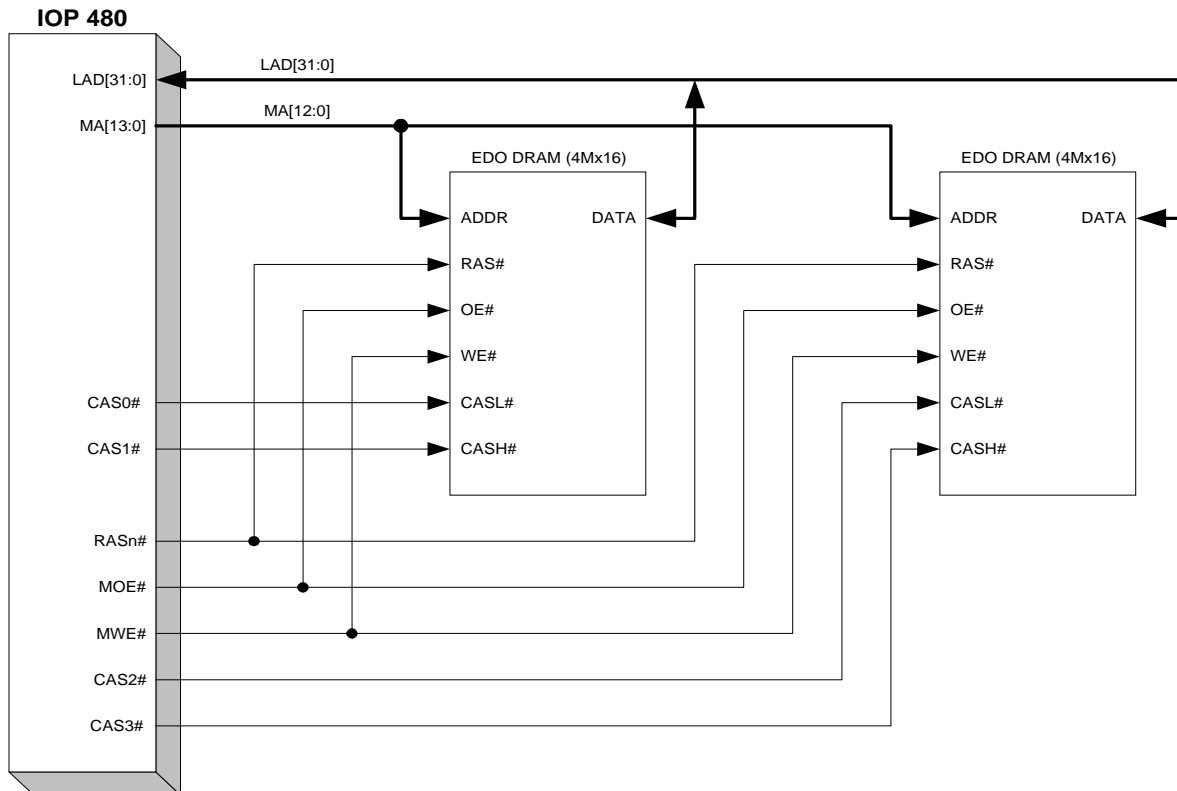 IOP 480
LAD[31:0]
LAD[31:0]
MA[13:0]
MA[12:0]
EDO DRAM (4Mx16)
ADDR
DATA
RAS#
OE#
WE#
CASL#
CASH#
EDO DRAM (4Mx16)
ADDR
DATA
RAS#
OE#
WE#
CASL#
CASH#
CAS0#
CAS1#
RASn#
MOE#
MWE#
CAS2#
CAS3#